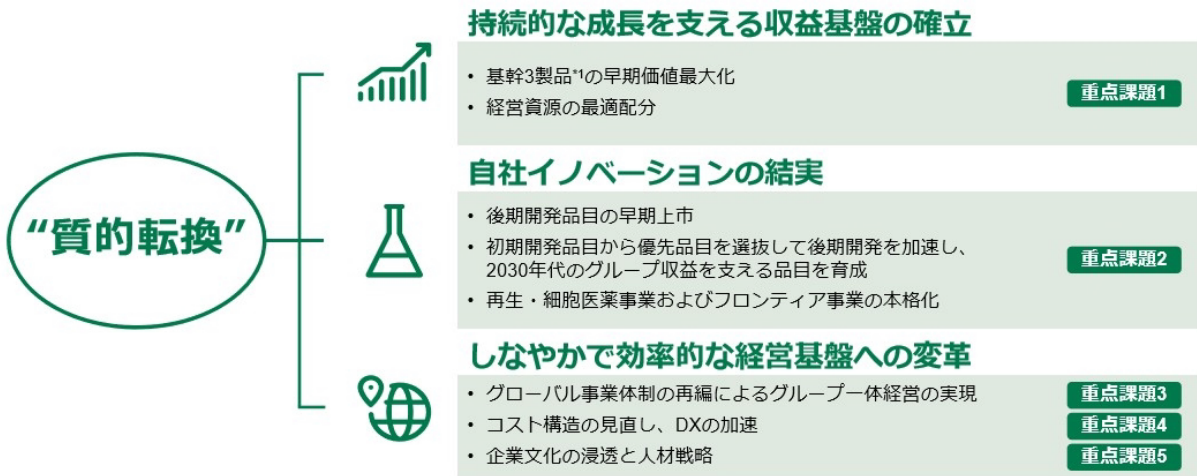 “質的転換”
持続的な成長を支える収益基盤の確立
• 基幹3製品*1の早期価値最大化
• 経営資源の最適配分
重点課題1
自社イノベーションの結実
• 後期開発品目の早期上市
• 初期開発品目から優先品目を選抜して後期開発を加速し、
2030年代のグループ収益を支える品目を育成
• 再生・細胞医薬事業およびフロンティア事業の本格化
重点課題2
しなやかで効率的な経営基盤への変革
• グローバル事業体制の再編によるグループ一体経営の実現
重点課題3
• コスト構造の見直し、DXの加速
重点課題4
• 企業文化の浸透と人材戦略
重点課題5